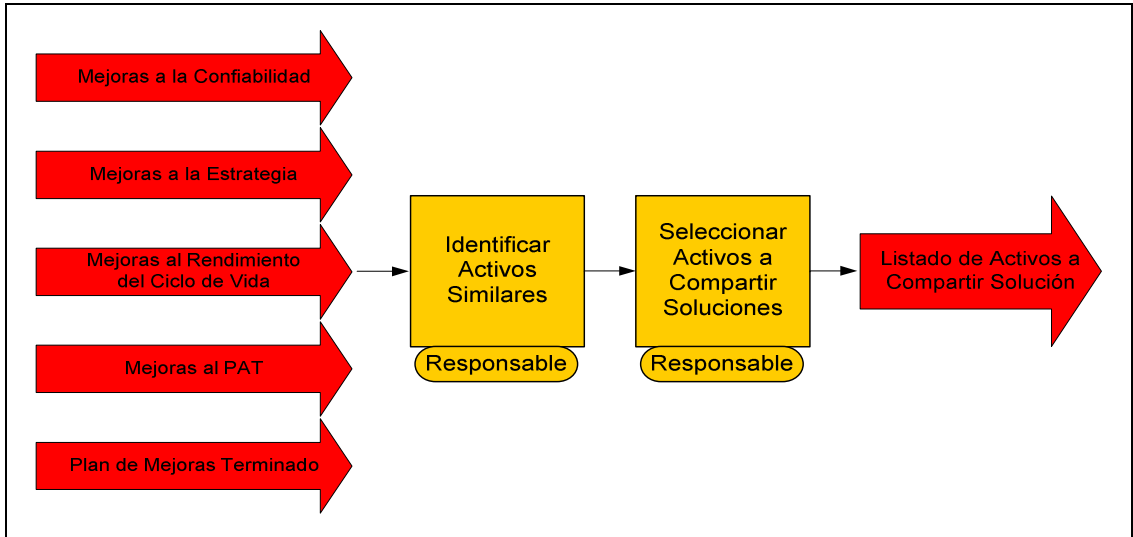 Mejoras a la Confiabilidad
Mejoras a la Estrategia
Mejoras al Rendimiento
del Ciclo de Vida
Mejoras al PAT
Plan de Mejoras Terminado
Identificar
Activos
Similares
Responsable
Seleccionar
Activos a
Compartir
Soluciones
Responsable
Listado de Activos a
Compartir Solución